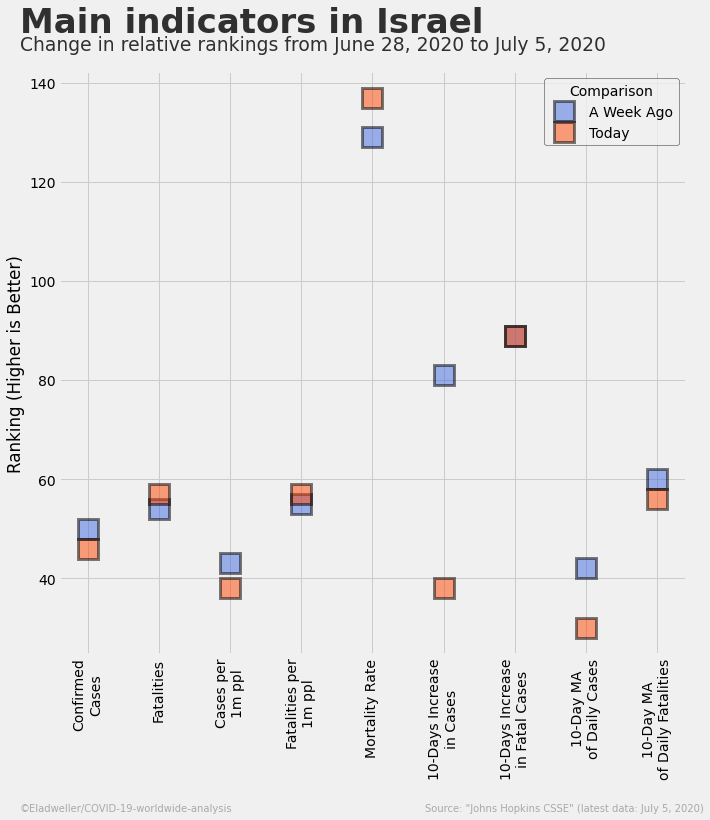 Main indicators in Israel
Change in relative rankings from June 28, 2020 to July 5, 2020
Comparison
A Week Ago
Today
Ranking (Higher is Better)
140
120
100
80
60
40
Confirmed
Cases
Fatalities
Cases per
1m ppl
Fatalities per
1m ppl
Mortality Rate
10-Days Increase
in Cases
10-Days Increase
in Fatal Cases
10-Day MA
of Daily Cases
10-Day MA
of Daily Fatalities
©Eladweller/COVID-19-worldwide-analysis
Source: "Johns Hopkins CSSE" (latest data: July 5, 2020)